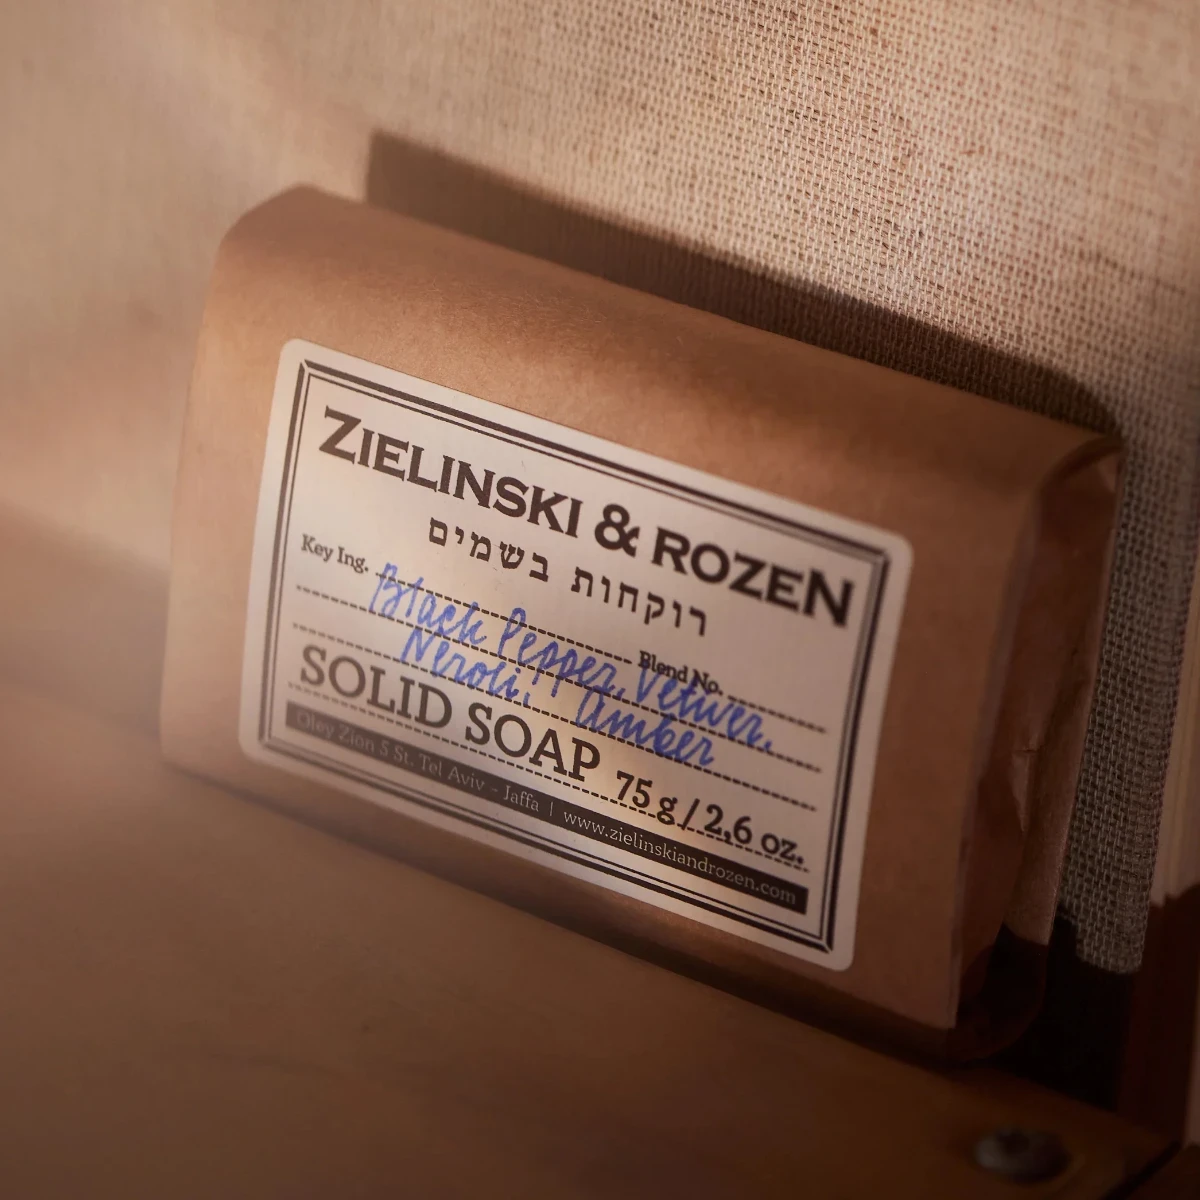 ZIELINSKI & ROZEN
רוקחות בשמים
Key Ing. Black Pepper, Vetiver,
Blend No.
Neroli, Amber
SOLID SOAP 75 g / 2,6 oz.
Oley Zion 5 St. Tel Aviv - Jaffa | www.zielinskiandrozen.com